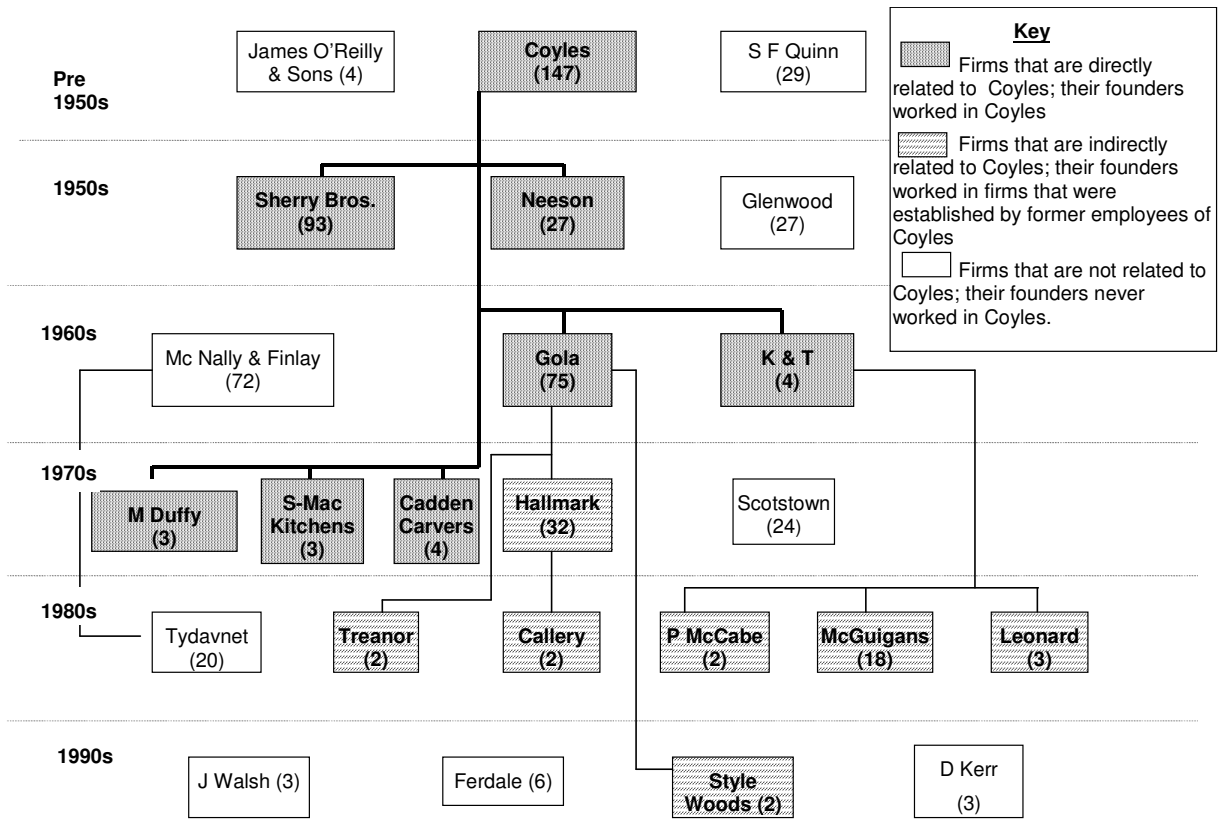 James O'Reilly
& Sons (4)
Coyles
(147)
S F Quinn
(29)
Pre
1950s
Key
Firms that are directly
related to Coyles; their founders
worked in Coyles
Firms that are indirectly
related to Coyles; their founders
worked in firms that were
established by former employees of
Coyles
Firms that are not related to
Coyles; their founders never
worked in Coyles.
1950s
Sherry Bros.
(93)
Neeson
(27)
Glenwood
(27)
1960s
Mc Nally & Finlay
(72)
Gola
(75)
K & T
(4)
1970s
M Duffy
(3)
S-Mac
Kitchens
(3)
Cadden
Carvers
(4)
Hallmark
(32)
Scotstown
(24)
1980s
Tydavnet
(20)
Treanor
(2)
Callery
(2)
P McCabe
(2)
McGuigans
(18)
Leonard
(3)
1990s
J Walsh (3)
Ferdale (6)
Style
Woods (2)
D Kerr
(3)